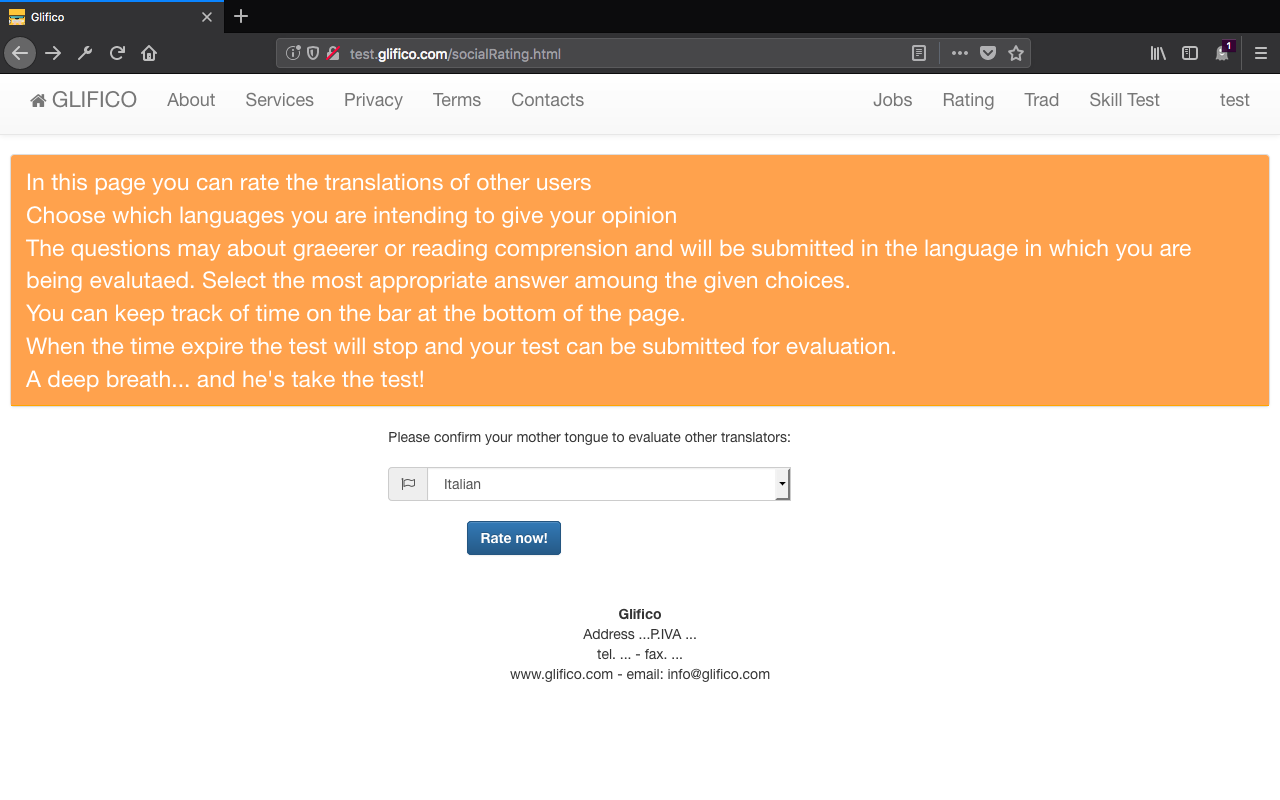 Glifico
test.glifico.com/socialRating.html
1
GLIFICO About Services Privacy Terms Contacts Jobs Rating Trad Skill Test test
In this page you can rate the translations of other users
Choose which languages you are intending to give your opinion
The questions may about graeerer or reading comprension and will be submitted in the language in which you are
being evalutaed. Select the most appropriate answer amoung the given choices.
You can keep track of time on the bar at the bottom of the page.
When the time expire the test will stop and your test can be submitted for evaluation.
A deep breath... and he's take the test!
Please confirm your mother tongue to evaluate other translators:
Italian
Rate now!
Glifico
Address ...P.IVA ...
tel. ... - fax. ...
www.glifico.com - email: info@glifico.com